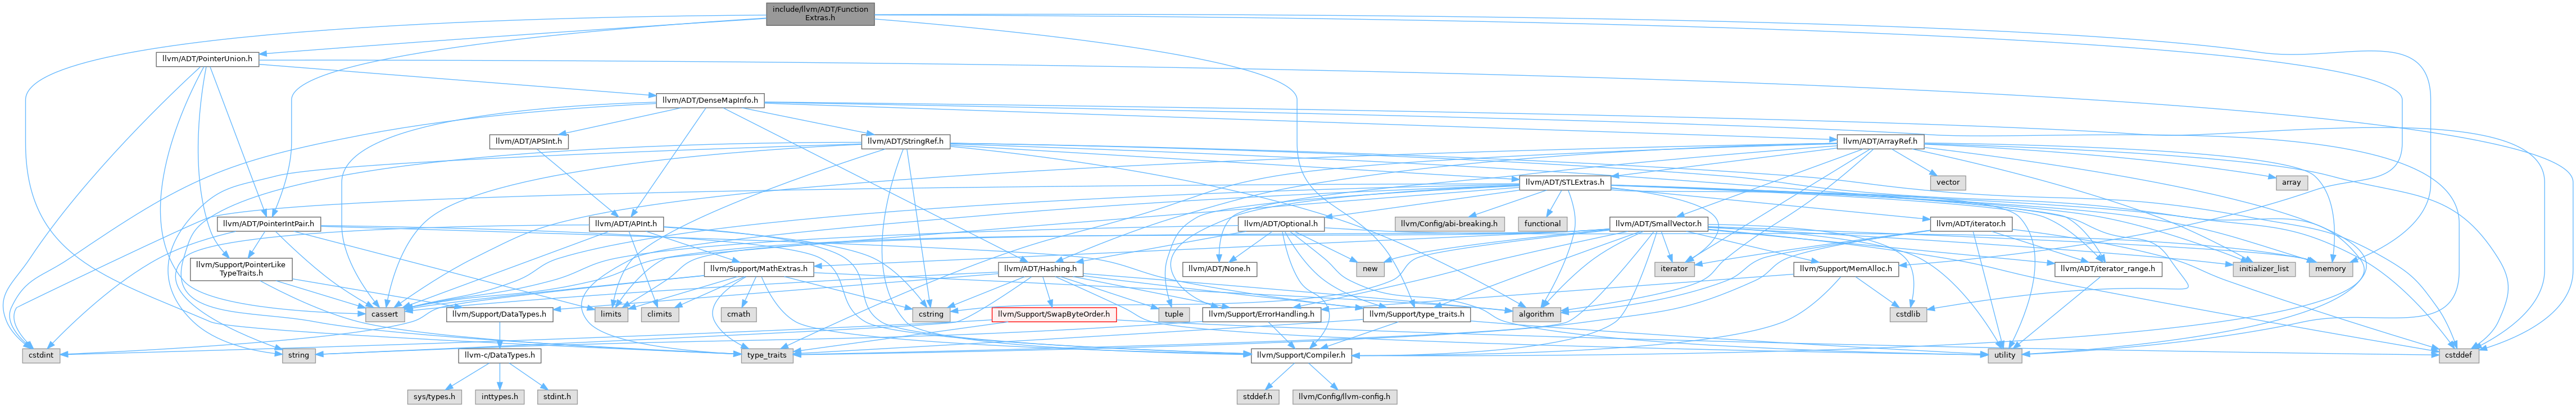 include/llvm/ADT/Function
Extras.h
llvm/ADT/PointerUnion.h
llvm/ADT/DenseMapInfo.h
llvm/ADT/APSInt.h
llvm/ADT/StringRef.h
llvm/ADT/ArrayRef.h
llvm/ADT/STLExtras.h
vector
array
llvm/ADT/PointerIntPair.h
llvm/ADT/APInt.h
llvm/ADT/Optional.h
llvm/Config/abi-breaking.h
functional
llvm/ADT/SmallVector.h
llvm/ADT/iterator.h
llvm/Support/PointerLike
TypeTraits.h
llvm/Support/MathExtras.h
llvm/ADT/Hashing.h
llvm/ADT/None.h
new
iterator
llvm/Support/MemAlloc.h
llvm/ADT/iterator_range.h
initializer_list
memory
cassert
llvm/Support/DataTypes.h
limits
climits
cmath
cstring
llvm/Support/SwapByteOrder.h
tuple
llvm/Support/ErrorHandling.h
llvm/Support/type_traits.h
algorithm
cstdlib
cstdint
string
llvm-c/DataTypes.h
type_traits
llvm/Support/Compiler.h
utility
cstddef
sys/types.h
inttypes.h
stdint.h
stddef.h
llvm/Config/llvm-config.h